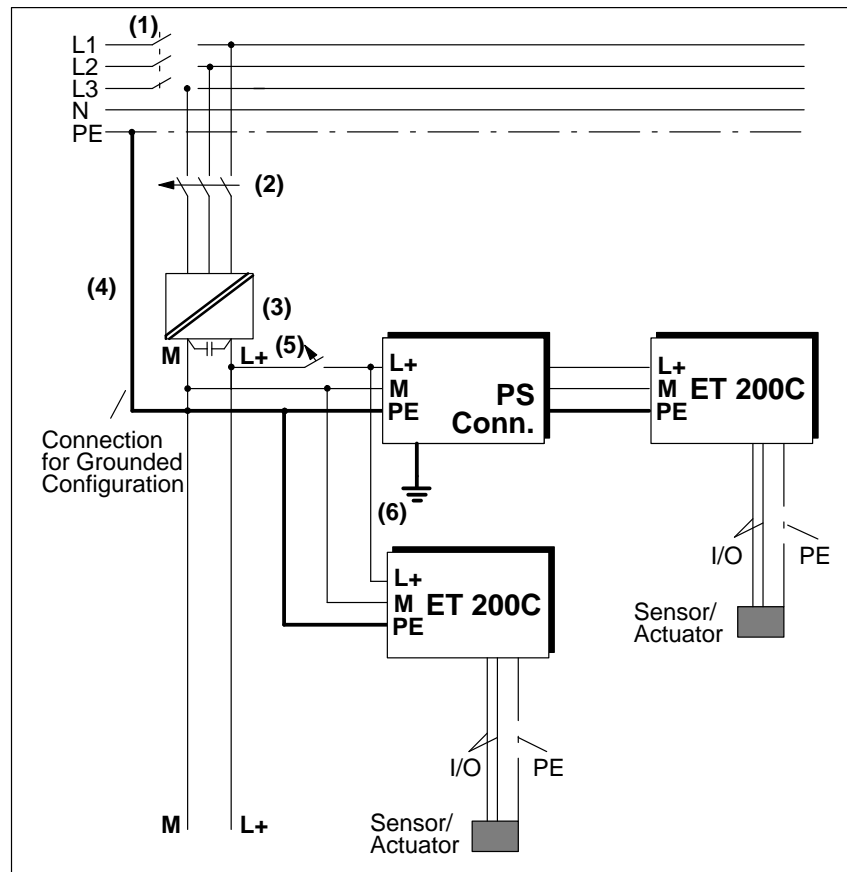 (1)
L1
L2
L3
N
PE
(2)
(4)
(3)
M
L+
(5)
L+
M
PE
PS
Conn.
L+
M
PE
ET 200C
Connection
for Grounded
Configuration
(6)
I/O
PE
L+
M
PE
ET 200C
Sensor/
Actuator
I/O
PE
M
L+
Sensor/
Actuator